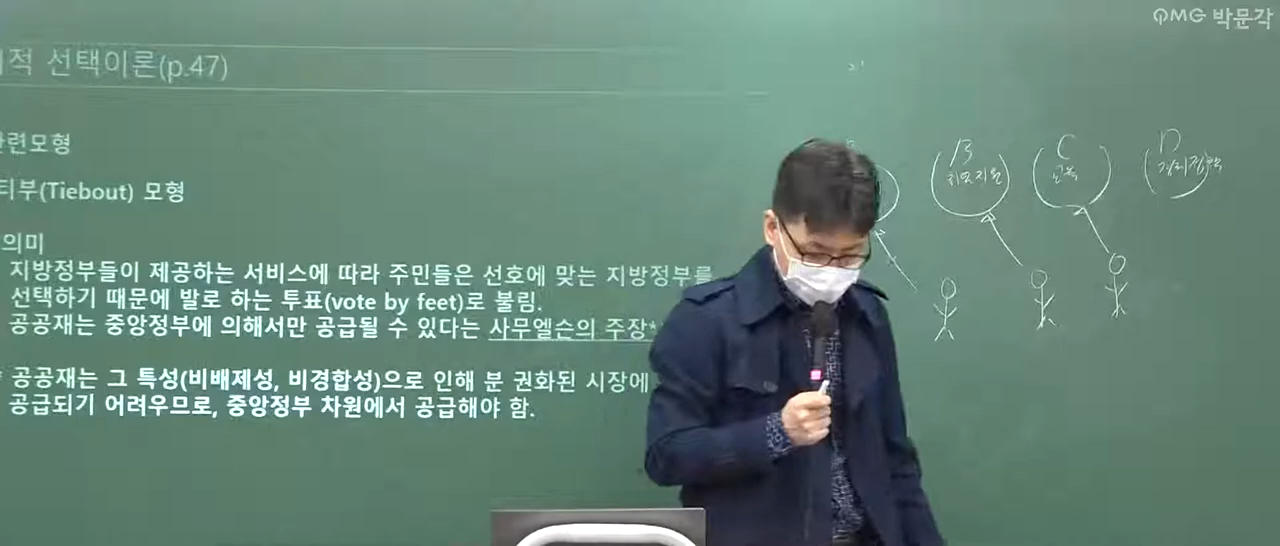 PMG 박문각
적 선택이론(p.47)
련모형
티부(Tiebout) 모형
의미
지방정부들이 제공하는 서비스에 따라 주민들은 선호에 맞는 지방정부를
선택하기 때문에 발로 하는 투표(vote by feet)로 불림.
공공재는 중앙정부에 의해서만 공급될 수 있다는 사무엘슨의 주장*
* 공공재는 그 특성(비배제성, 비경합성)으로 인해 분 권화된 시장에
공급되기 어려우므로, 중앙정부 차원에서 공급해야 함.
B
C
교육
D